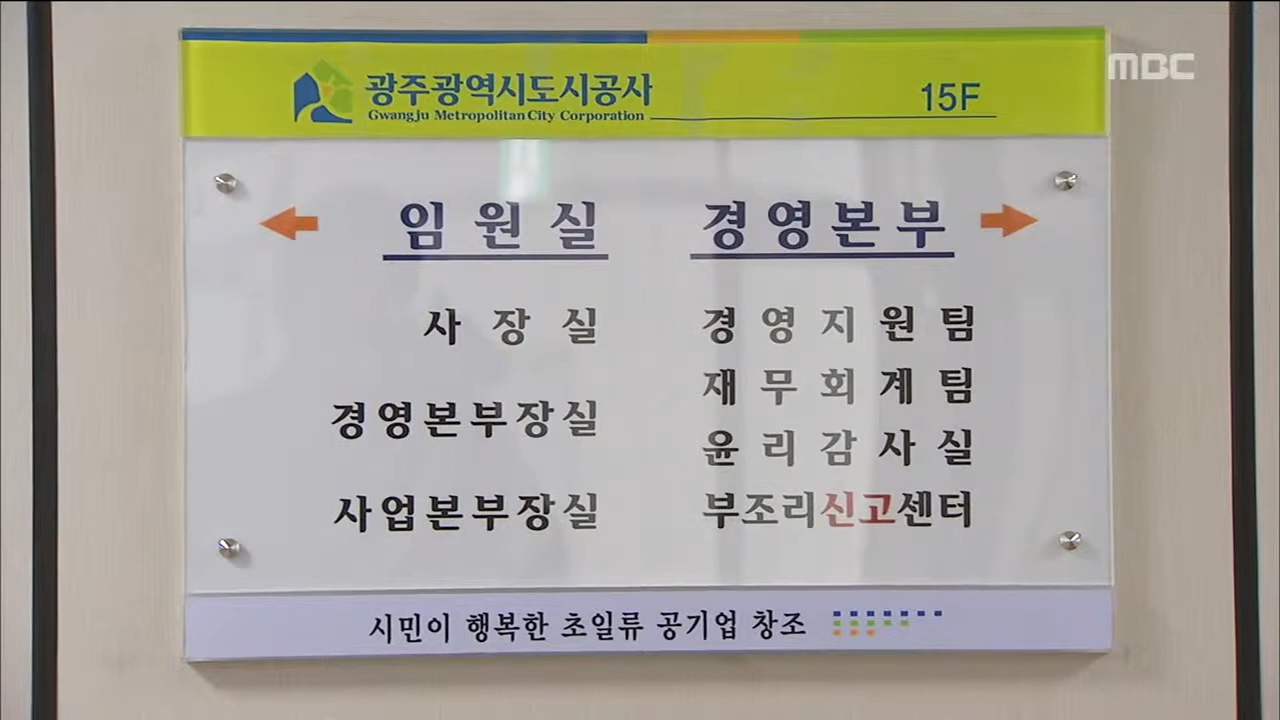 MBC
광주광역시도시공사
Gwangju Metropolitan City Corporation
15F
임원실
경영본부
사장실
경영본부장실
사업본부장실
경영지원팀
재무회계팀
윤리감사실
부조리신고센터
시민이 행복한 초일류 공기업 창조